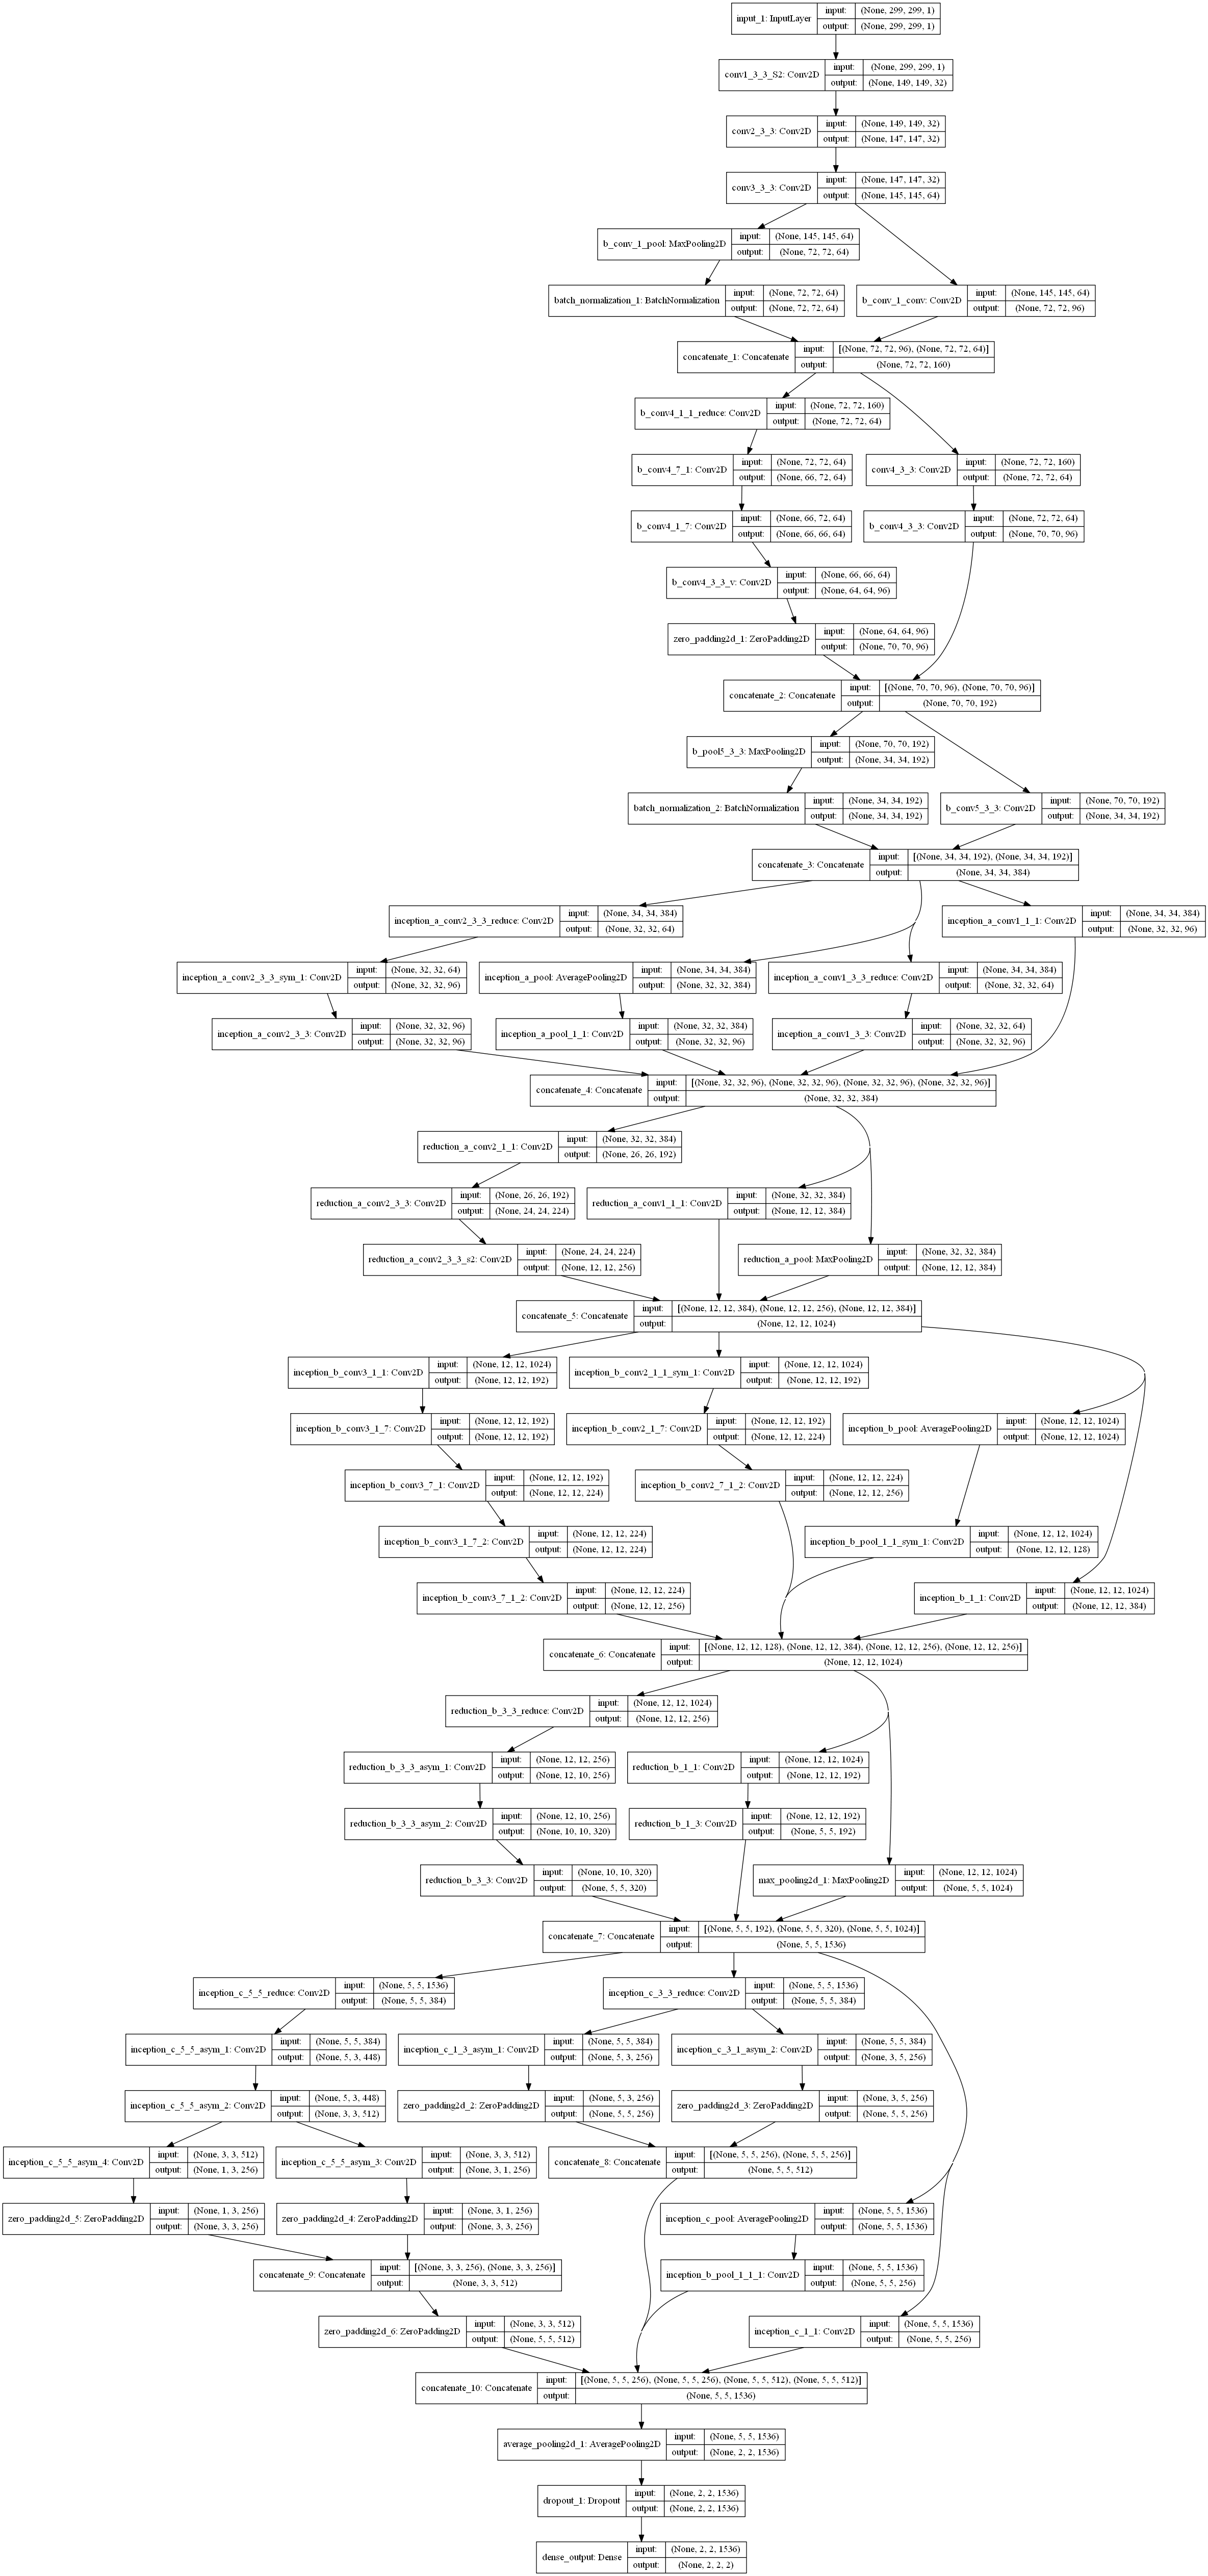 input_1: InputLayer
input: (None, 299, 299, 1)
output: (None, 299, 299, 1)
conv1_3_3_S2: Conv2D
input: (None, 299, 299, 1)
output: (None, 149, 149, 32)
conv2_3_3: Conv2D
input: (None, 149, 149, 32)
output: (None, 147, 147, 32)
conv3_3_3: Conv2D
input: (None, 147, 147, 32)
output: (None, 145, 145, 64)
b_conv_1_pool: MaxPooling2D
input: (None, 145, 145, 64)
output: (None, 72, 72, 64)
batch_normalization_1: BatchNormalization
input: (None, 72, 72, 64)
output: (None, 72, 72, 64)
b_conv_1_conv: Conv2D
input: (None, 145, 145, 64)
output: (None, 72, 72, 96)
concatenate_1: Concatenate
input: [(None, 72, 72, 96), (None, 72, 72, 64)]
output: (None, 72, 72, 160)
b_conv4_1_1_reduce: Conv2D
input: (None, 72, 72, 160)
output: (None, 72, 72, 64)
b_conv4_7_1: Conv2D
input: (None, 72, 72, 64)
output: (None, 66, 72, 64)
conv4_3_3: Conv2D
input: (None, 72, 72, 160)
output: (None, 72, 72, 64)
b_conv4_1_7: Conv2D
input: (None, 66, 72, 64)
output: (None, 66, 66, 64)
b_conv4_3_3: Conv2D
input: (None, 72, 72, 64)
output: (None, 70, 70, 96)
b_conv4_3_3_v: Conv2D
input: (None, 66, 66, 64)
output: (None, 64, 64, 96)
zero_padding2d_1: ZeroPadding2D
input: (None, 64, 64, 96)
output: (None, 70, 70, 96)
concatenate_2: Concatenate
input: [(None, 70, 70, 96), (None, 70, 70, 96)]
output: (None, 70, 70, 192)
b_pool5_3_3: MaxPooling2D
input: (None, 70, 70, 192)
output: (None, 34, 34, 192)
batch_normalization_2: BatchNormalization
input: (None, 34, 34, 192)
output: (None, 34, 34, 192)
b_conv5_3_3: Conv2D
input: (None, 70, 70, 192)
output: (None, 34, 34, 192)
concatenate_3: Concatenate
input: [(None, 34, 34, 192), (None, 34, 34, 192)]
output: (None, 34, 34, 384)
inception_a_conv2_3_3_reduce: Conv2D
input: (None, 34, 34, 384)
output: (None, 32, 32, 64)
inception_a_conv1_1_1: Conv2D
input: (None, 34, 34, 384)
output: (None, 32, 32, 96)
inception_a_conv2_3_3_sym_1: Conv2D
input: (None, 32, 32, 64)
output: (None, 32, 32, 96)
inception_a_pool: AveragePooling2D
input: (None, 34, 34, 384)
output: (None, 32, 32, 384)
inception_a_conv1_3_3_reduce: Conv2D
input: (None, 34, 34, 384)
output: (None, 32, 32, 64)
inception_a_conv2_3_3: Conv2D
input: (None, 32, 32, 96)
output: (None, 32, 32, 96)
inception_a_pool_1_1: Conv2D
input: (None, 32, 32, 384)
output: (None, 32, 32, 96)
inception_a_conv1_3_3: Conv2D
input: (None, 32, 32, 64)
output: (None, 32, 32, 96)
concatenate_4: Concatenate
input: [(None, 32, 32, 96), (None, 32, 32, 96), (None, 32, 32, 96), (None, 32, 32, 96)]
output: (None, 32, 32, 384)
reduction_a_conv2_1_1: Conv2D
input: (None, 32, 32, 384)
output: (None, 26, 26, 192)
reduction_a_conv2_3_3: Conv2D
input: (None, 26, 26, 192)
output: (None, 24, 24, 224)
reduction_a_conv1_1_1: Conv2D
input: (None, 32, 32, 384)
output: (None, 12, 12, 384)
reduction_a_conv2_3_3_s2: Conv2D
input: (None, 24, 24, 224)
output: (None, 12, 12, 256)
reduction_a_pool: MaxPooling2D
input: (None, 32, 32, 384)
output: (None, 12, 12, 384)
concatenate_5: Concatenate
input: [(None, 12, 12, 384), (None, 12, 12, 256), (None, 12, 12, 384)]
output: (None, 12, 12, 1024)
inception_b_conv3_1_1: Conv2D
input: (None, 12, 12, 1024)
output: (None, 12, 12, 192)
inception_b_conv2_1_1_sym_1: Conv2D
input: (None, 12, 12, 1024)
output: (None, 12, 12, 192)
inception_b_conv3_1_7: Conv2D
input: (None, 12, 12, 192)
output: (None, 12, 12, 192)
inception_b_conv2_1_7: Conv2D
input: (None, 12, 12, 192)
output: (None, 12, 12, 224)
inception_b_pool: AveragePooling2D
input: (None, 12, 12, 1024)
output: (None, 12, 12, 1024)
inception_b_conv3_7_1: Conv2D
input: (None, 12, 12, 192)
output: (None, 12, 12, 224)
inception_b_conv2_7_1_2: Conv2D
input: (None, 12, 12, 224)
output: (None, 12, 12, 256)
inception_b_conv3_1_7_2: Conv2D
input: (None, 12, 12, 224)
output: (None, 12, 12, 224)
inception_b_pool_1_1_sym_1: Conv2D
input: (None, 12, 12, 1024)
output: (None, 12, 12, 128)
inception_b_conv3_7_1_2: Conv2D
input: (None, 12, 12, 224)
output: (None, 12, 12, 256)
inception_b_1_1: Conv2D
input: (None, 12, 12, 1024)
output: (None, 12, 12, 384)
concatenate_6: Concatenate
input: [(None, 12, 12, 128), (None, 12, 12, 384), (None, 12, 12, 256), (None, 12, 12, 256)]
output: (None, 12, 12, 1024)
reduction_b_3_3_reduce: Conv2D
input: (None, 12, 12, 1024)
output: (None, 12, 12, 256)
reduction_b_3_3_asym_1: Conv2D
input: (None, 12, 12, 256)
output: (None, 12, 10, 256)
reduction_b_1_1: Conv2D
input: (None, 12, 12, 1024)
output: (None, 12, 12, 192)
reduction_b_3_3_asym_2: Conv2D
input: (None, 12, 10, 256)
output: (None, 10, 10, 320)
reduction_b_1_3: Conv2D
input: (None, 12, 12, 192)
output: (None, 5, 5, 192)
reduction_b_3_3: Conv2D
input: (None, 10, 10, 320)
output: (None, 5, 5, 320)
max_pooling2d_1: MaxPooling2D
input: (None, 12, 12, 1024)
output: (None, 5, 5, 1024)
concatenate_7: Concatenate
input: [(None, 5, 5, 192), (None, 5, 5, 320), (None, 5, 5, 1024)]
output: (None, 5, 5, 1536)
inception_c_5_5_reduce: Conv2D
input: (None, 5, 5, 1536)
output: (None, 5, 5, 384)
inception_c_3_3_reduce: Conv2D
input: (None, 5, 5, 1536)
output: (None, 5, 5, 384)
inception_c_5_5_asym_1: Conv2D
input: (None, 5, 5, 384)
output: (None, 5, 3, 448)
inception_c_1_3_asym_1: Conv2D
input: (None, 5, 5, 384)
output: (None, 5, 3, 256)
inception_c_3_1_asym_2: Conv2D
input: (None, 5, 5, 384)
output: (None, 3, 5, 256)
inception_c_5_5_asym_2: Conv2D
input: (None, 5, 3, 448)
output: (None, 3, 3, 512)
zero_padding2d_2: ZeroPadding2D
input: (None, 5, 3, 256)
output: (None, 5, 5, 256)
zero_padding2d_3: ZeroPadding2D
input: (None, 3, 5, 256)
output: (None, 5, 5, 256)
inception_c_5_5_asym_4: Conv2D
input: (None, 3, 3, 512)
output: (None, 1, 3, 256)
inception_c_5_5_asym_3: Conv2D
input: (None, 3, 3, 512)
output: (None, 3, 1, 256)
concatenate_8: Concatenate
input: [(None, 5, 5, 256), (None, 5, 5, 256)]
output: (None, 5, 5, 512)
zero_padding2d_5: ZeroPadding2D
input: (None, 1, 3, 256)
output: (None, 3, 3, 256)
zero_padding2d_4: ZeroPadding2D
input: (None, 3, 1, 256)
output: (None, 3, 3, 256)
inception_c_pool: AveragePooling2D
input: (None, 5, 5, 1536)
output: (None, 5, 5, 1536)
concatenate_9: Concatenate
input: [(None, 3, 3, 256), (None, 3, 3, 256)]
output: (None, 3, 3, 512)
inception_b_pool_1_1_1: Conv2D
input: (None, 5, 5, 1536)
output: (None, 5, 5, 256)
zero_padding2d_6: ZeroPadding2D
input: (None, 3, 3, 512)
output: (None, 5, 5, 512)
inception_c_1_1: Conv2D
input: (None, 5, 5, 1536)
output: (None, 5, 5, 256)
concatenate_10: Concatenate
input: [(None, 5, 5, 256), (None, 5, 5, 256), (None, 5, 5, 512), (None, 5, 5, 512)]
output: (None, 5, 5, 1536)
average_pooling2d_1: AveragePooling2D
input: (None, 5, 5, 1536)
output: (None, 2, 2, 1536)
dropout_1: Dropout
input: (None, 2, 2, 1536)
output: (None, 2, 2, 1536)
dense_output: Dense
input: (None, 2, 2, 1536)
output: (None, 2, 2, 2)